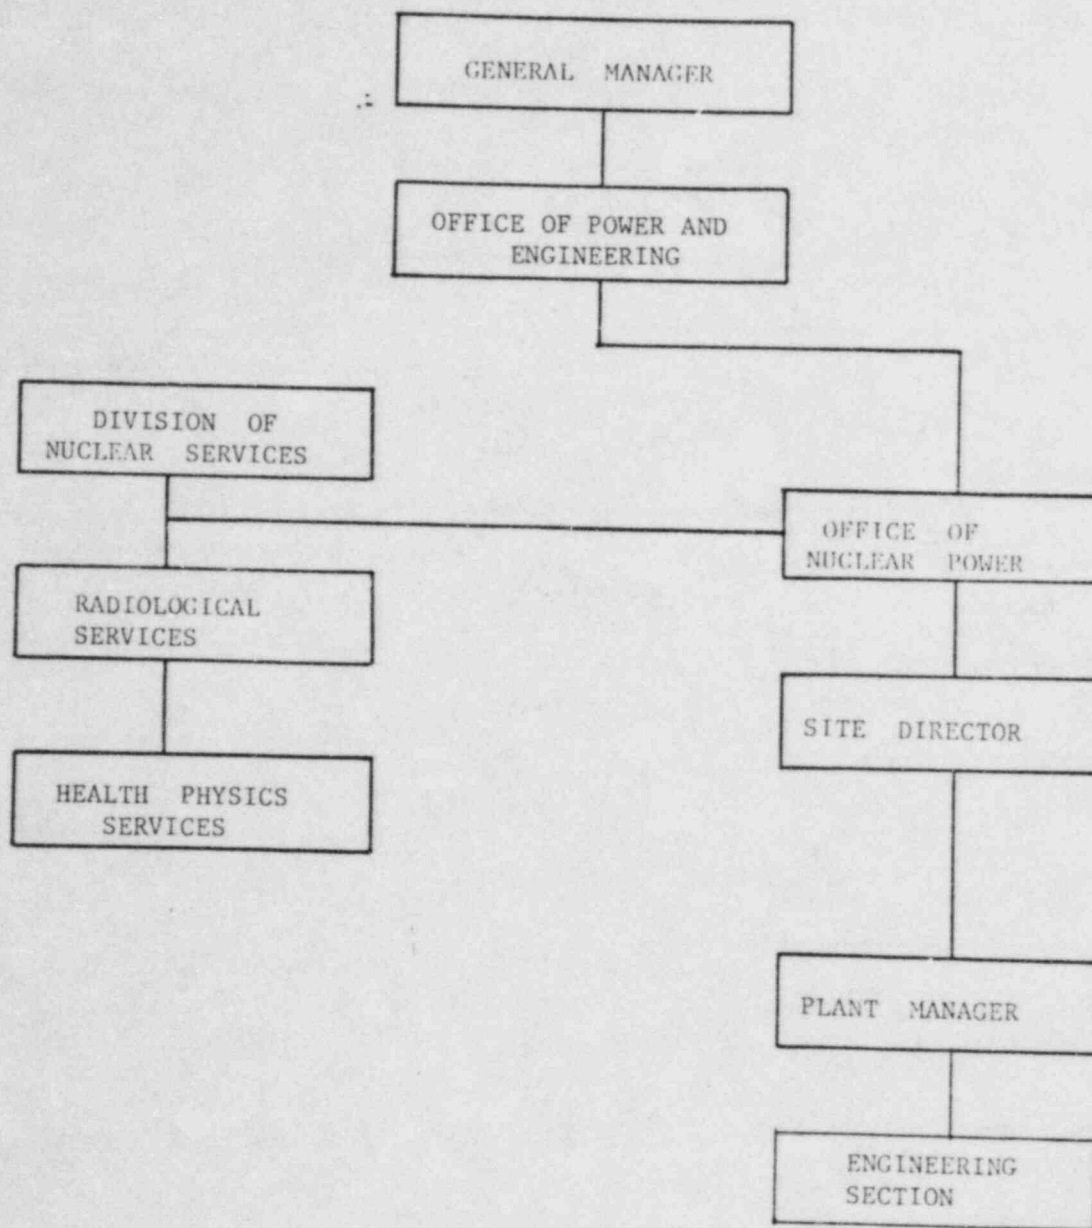 GENERAL MANAGER
OFFICE OF POWER AND
ENGINEERING
DIVISION OF
NUCLEAR SERVICES
OFFICE OF
NUCLEAR POWER
RADIOLOGICAL
SERVICES
SITE DIRECTOR
HEALTH PHYSICS
SERVICES
PLANT MANAGER
ENGINEERING
SECTION